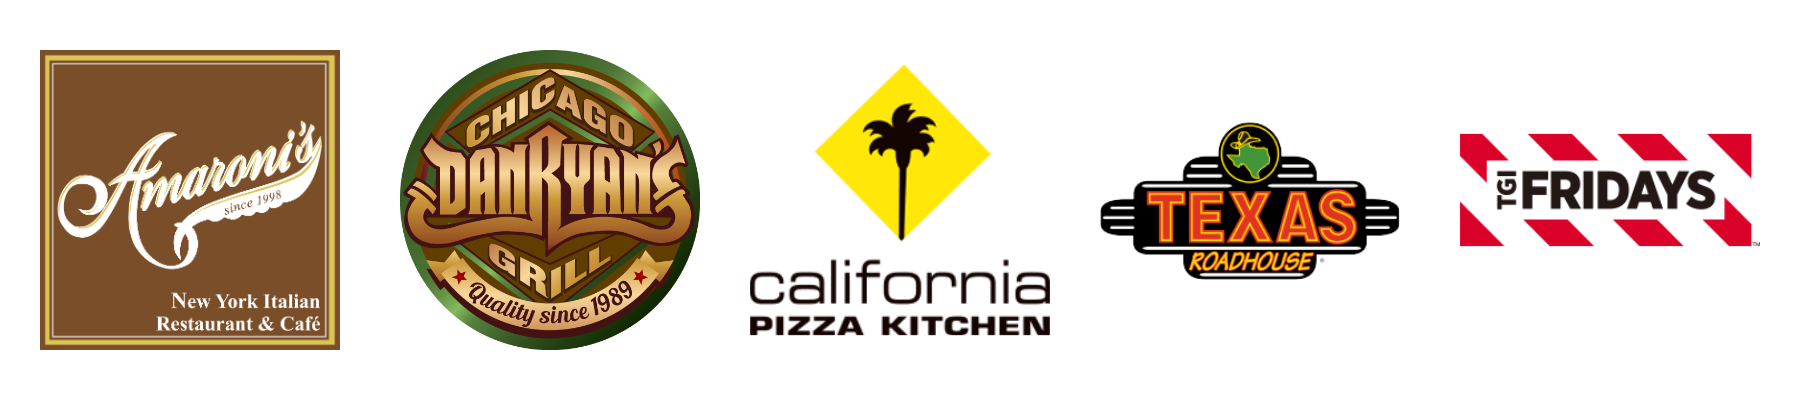 Amaroni's
since 1998
New York Italian
Restaurant & Café
CHICAGO
DANRYAN'S
GRILL
Quality since 1989
california
PIZZA KITCHEN
TEXAS
ROADHOUSE®
TGI
FRIDAYS
TM